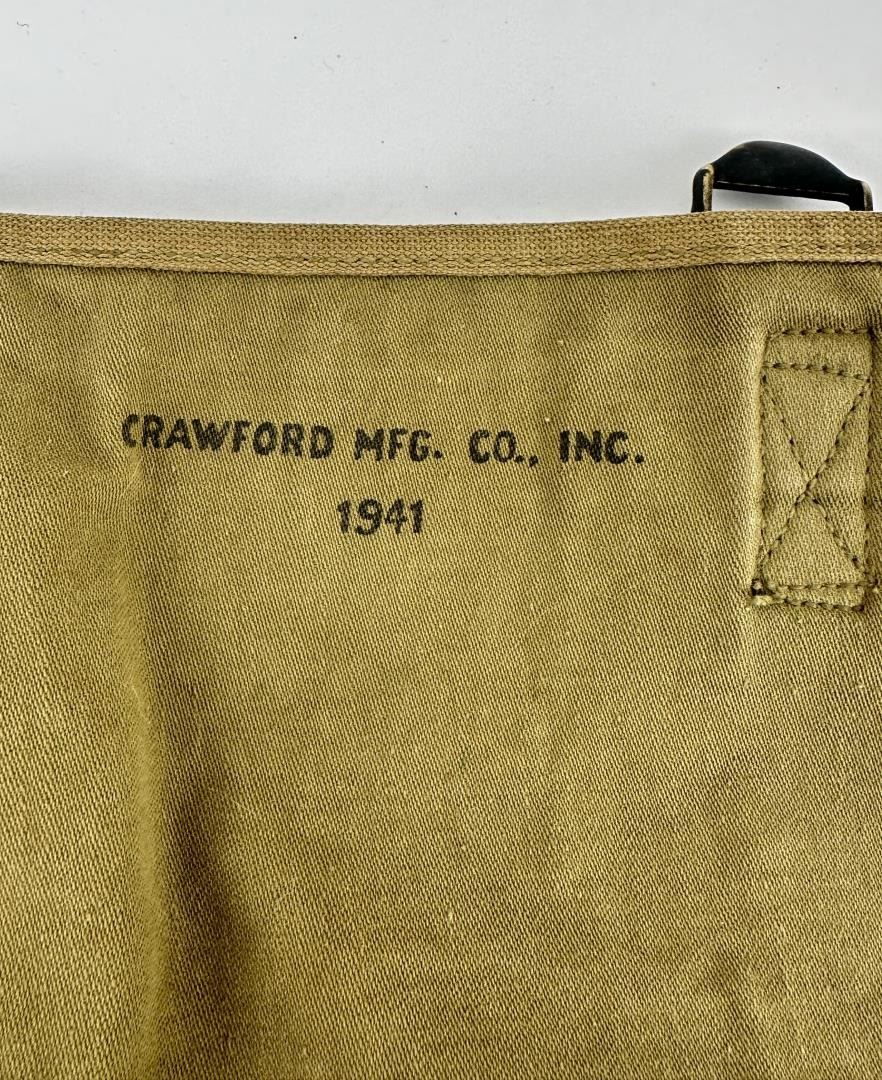 CRAWFORD MFG. CO., INC.
1941